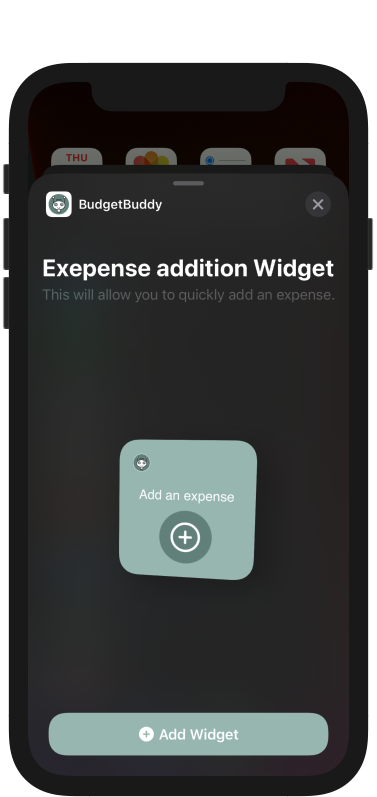 THU
BudgetBuddy
Exepense addition Widget
This will allow you to quickly add an expense.
Add an expense
Add Widget